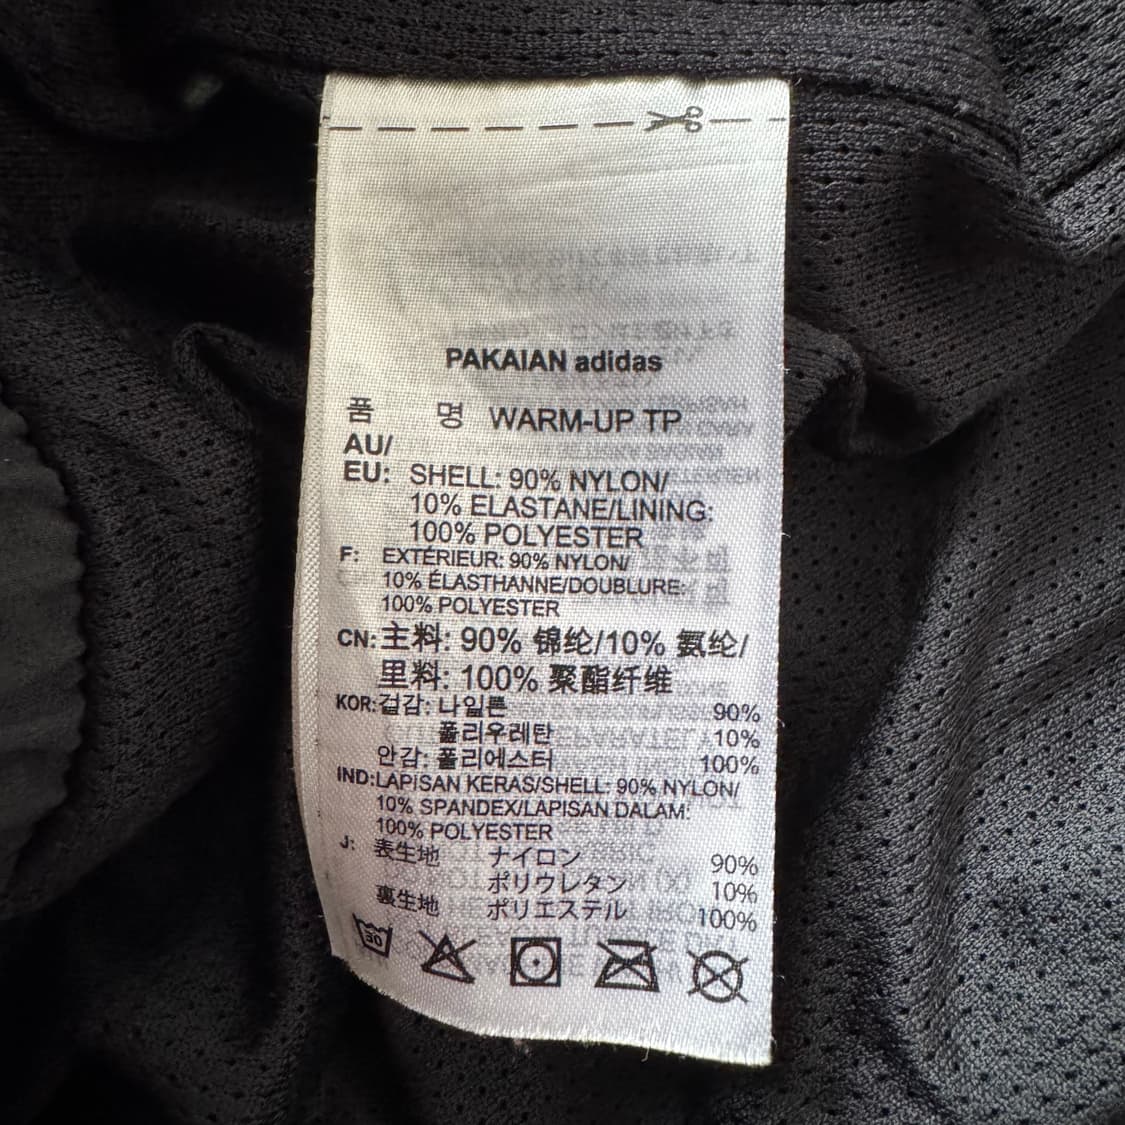 PAKAIAN adidas
품 명 WARM-UP TP
AU/
EU: SHELL: 90% NYLON/
10% ELASTANE/LINING:
100% POLYESTER
F: EXTÉRIEUR: 90% NYLON/
10% ÉLASTHANNE/DOUBLURE:
100% POLYESTER
CN:主料: 90% 锦纶/10% 氨纶/
里料: 100% 聚酯纤维
KOR:겉감: 나일론 90%
폴리우레탄 10%
안감: 폴리에스터 100%
IND:LAPISAN KERAS/SHELL: 90% NYLON/
10% SPANDEX/LAPISAN DALAM:
100% POLYESTER
J: 表生地 ナイロン 90%
ポリウレタン 10%
裏生地 ポリエステル 100%
30